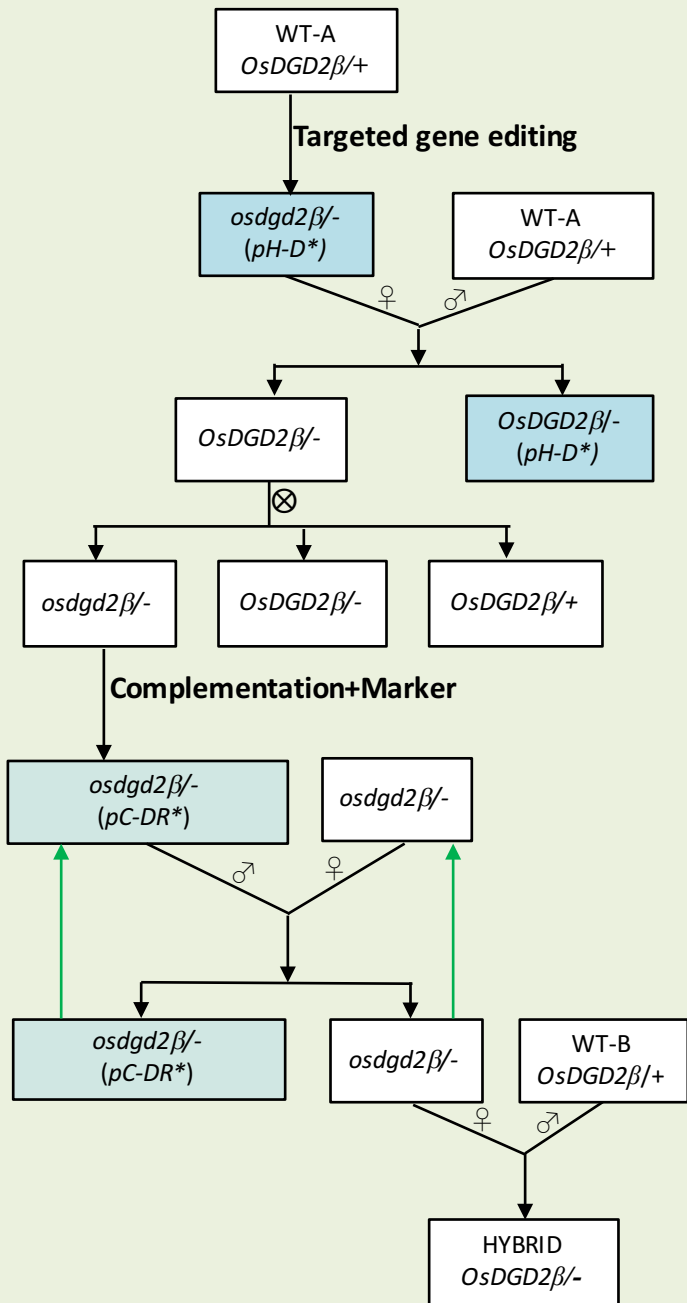 WT-A
OsDGD2β/+
Targeted gene editing
osdgd2β/-
(pH-D*)
WT-A
OsDGD2β/+
♀
♂
OsDGD2β/-
OsDGD2β/-
(pH-D*)
⊗
osdgd2β/-
OsDGD2β/-
OsDGD2β/+
Complementation+Marker
osdgd2β/-
(pC-DR*)
osdgd2β/-
♂
♀
osdgd2β/-
(pC-DR*)
osdgd2β/-
WT-B
OsDGD2β/+
♀
♂
HYBRID
OsDGD2β/-